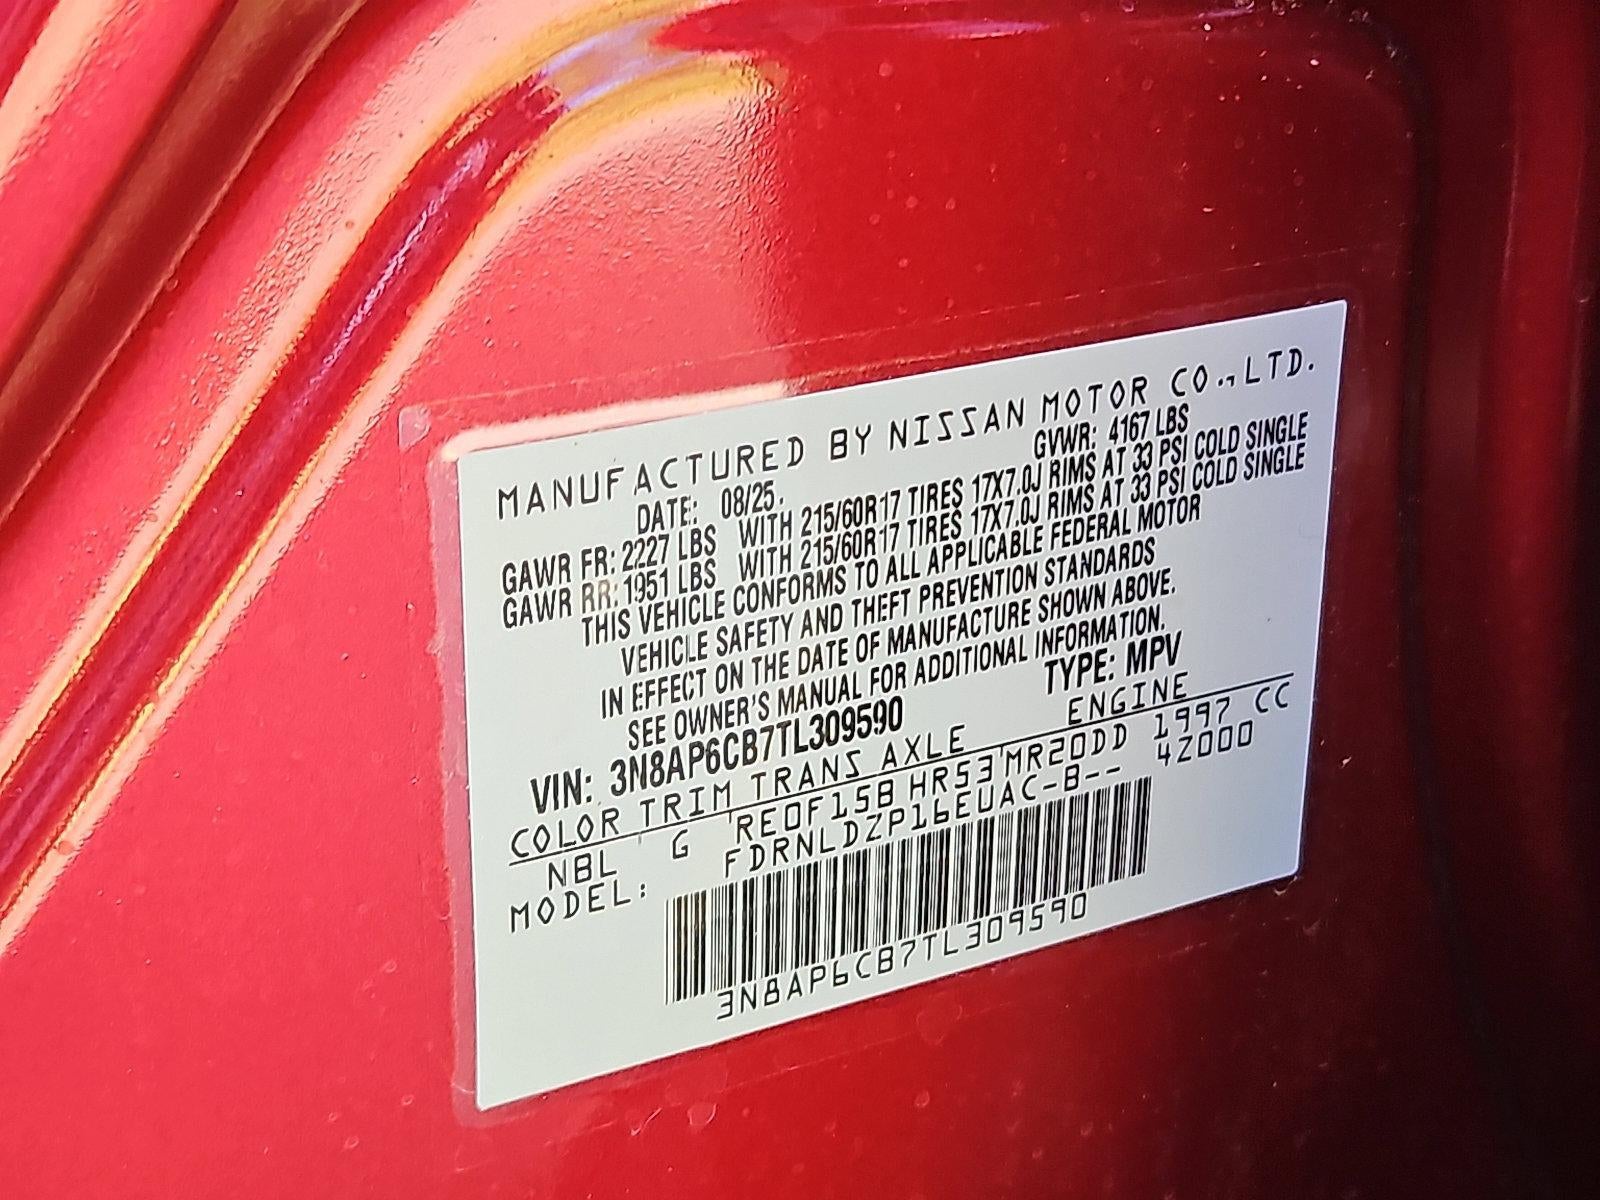 MANUFACTURED BY NISSAN MOTOR CO.,LTD.
DATE: 08/25. GVWR: 4167 LBS
GAWR FR: 2227 LBS WITH 215/60R17 TIRES 17X7.0J RIMS AT 33 PSI COLD SINGLE
GAWR RR: 1951 LBS WITH 215/60R17 TIRES 17X7.0J RIMS AT 33 PSI COLD SINGLE
THIS VEHICLE CONFORMS TO ALL APPLICABLE FEDERAL MOTOR
VEHICLE SAFETY AND THEFT PREVENTION STANDARDS
IN EFFECT ON THE DATE OF MANUFACTURE SHOWN ABOVE.
SEE OWNER'S MANUAL FOR ADDITIONAL INFORMATION.
VIN: 3N8AP6CB7TL309590 TYPE: MPV
COLOR TRIM TRANS AXLE ENGINE
NBL G RE0F15B HR53 MR20DD 1997 CC
MODEL: FDRNLDZP16EUAC-B-- 4Z000
3N8AP6CB7TL309590